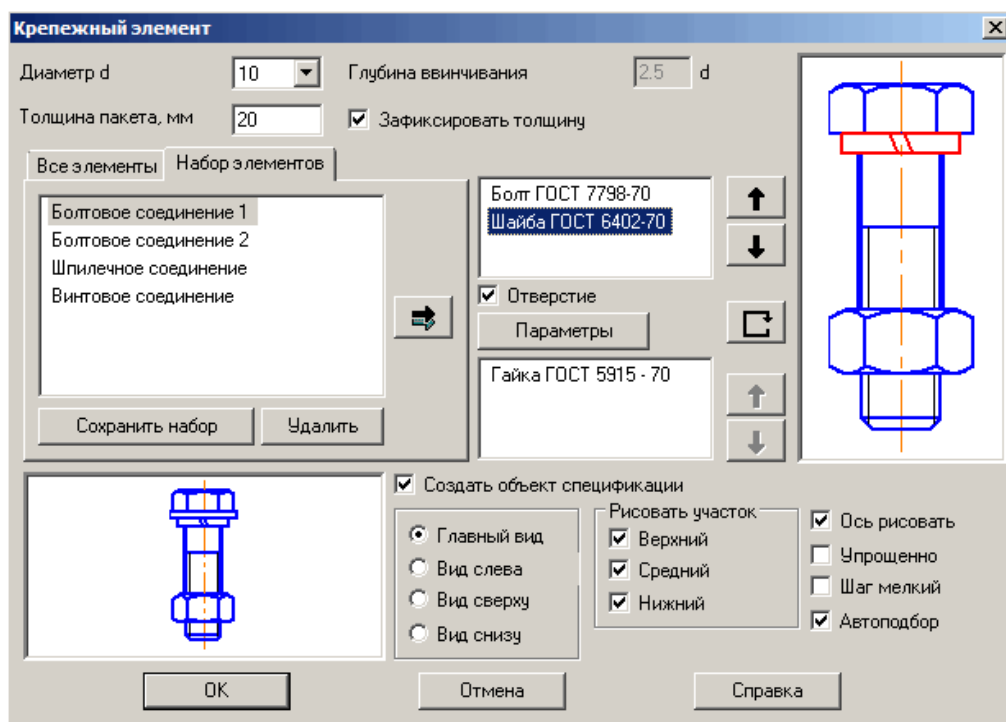 Крепежный элемент
Диаметр d 10 Глубина ввинчивания 2.5 d
Толщина пакета, мм 20 Зафиксировать толщину
Все элементы Набор элементов
Болтовое соединение 1
Болтовое соединение 2
Шпилечное соединение
Винтовое соединение
Сохранить набор Удалить
Болт ГОСТ 7798-70
Шайба ГОСТ 6402-70
Отверстие
Параметры
Гайка ГОСТ 5915 - 70
Создать объект спецификации
Главный вид
Вид слева
Вид сверху
Вид снизу
Рисовать участок
Верхний
Средний
Нижний
Ось рисовать
Упрощенно
Шаг мелкий
Автоподбор
OK Отмена Справка